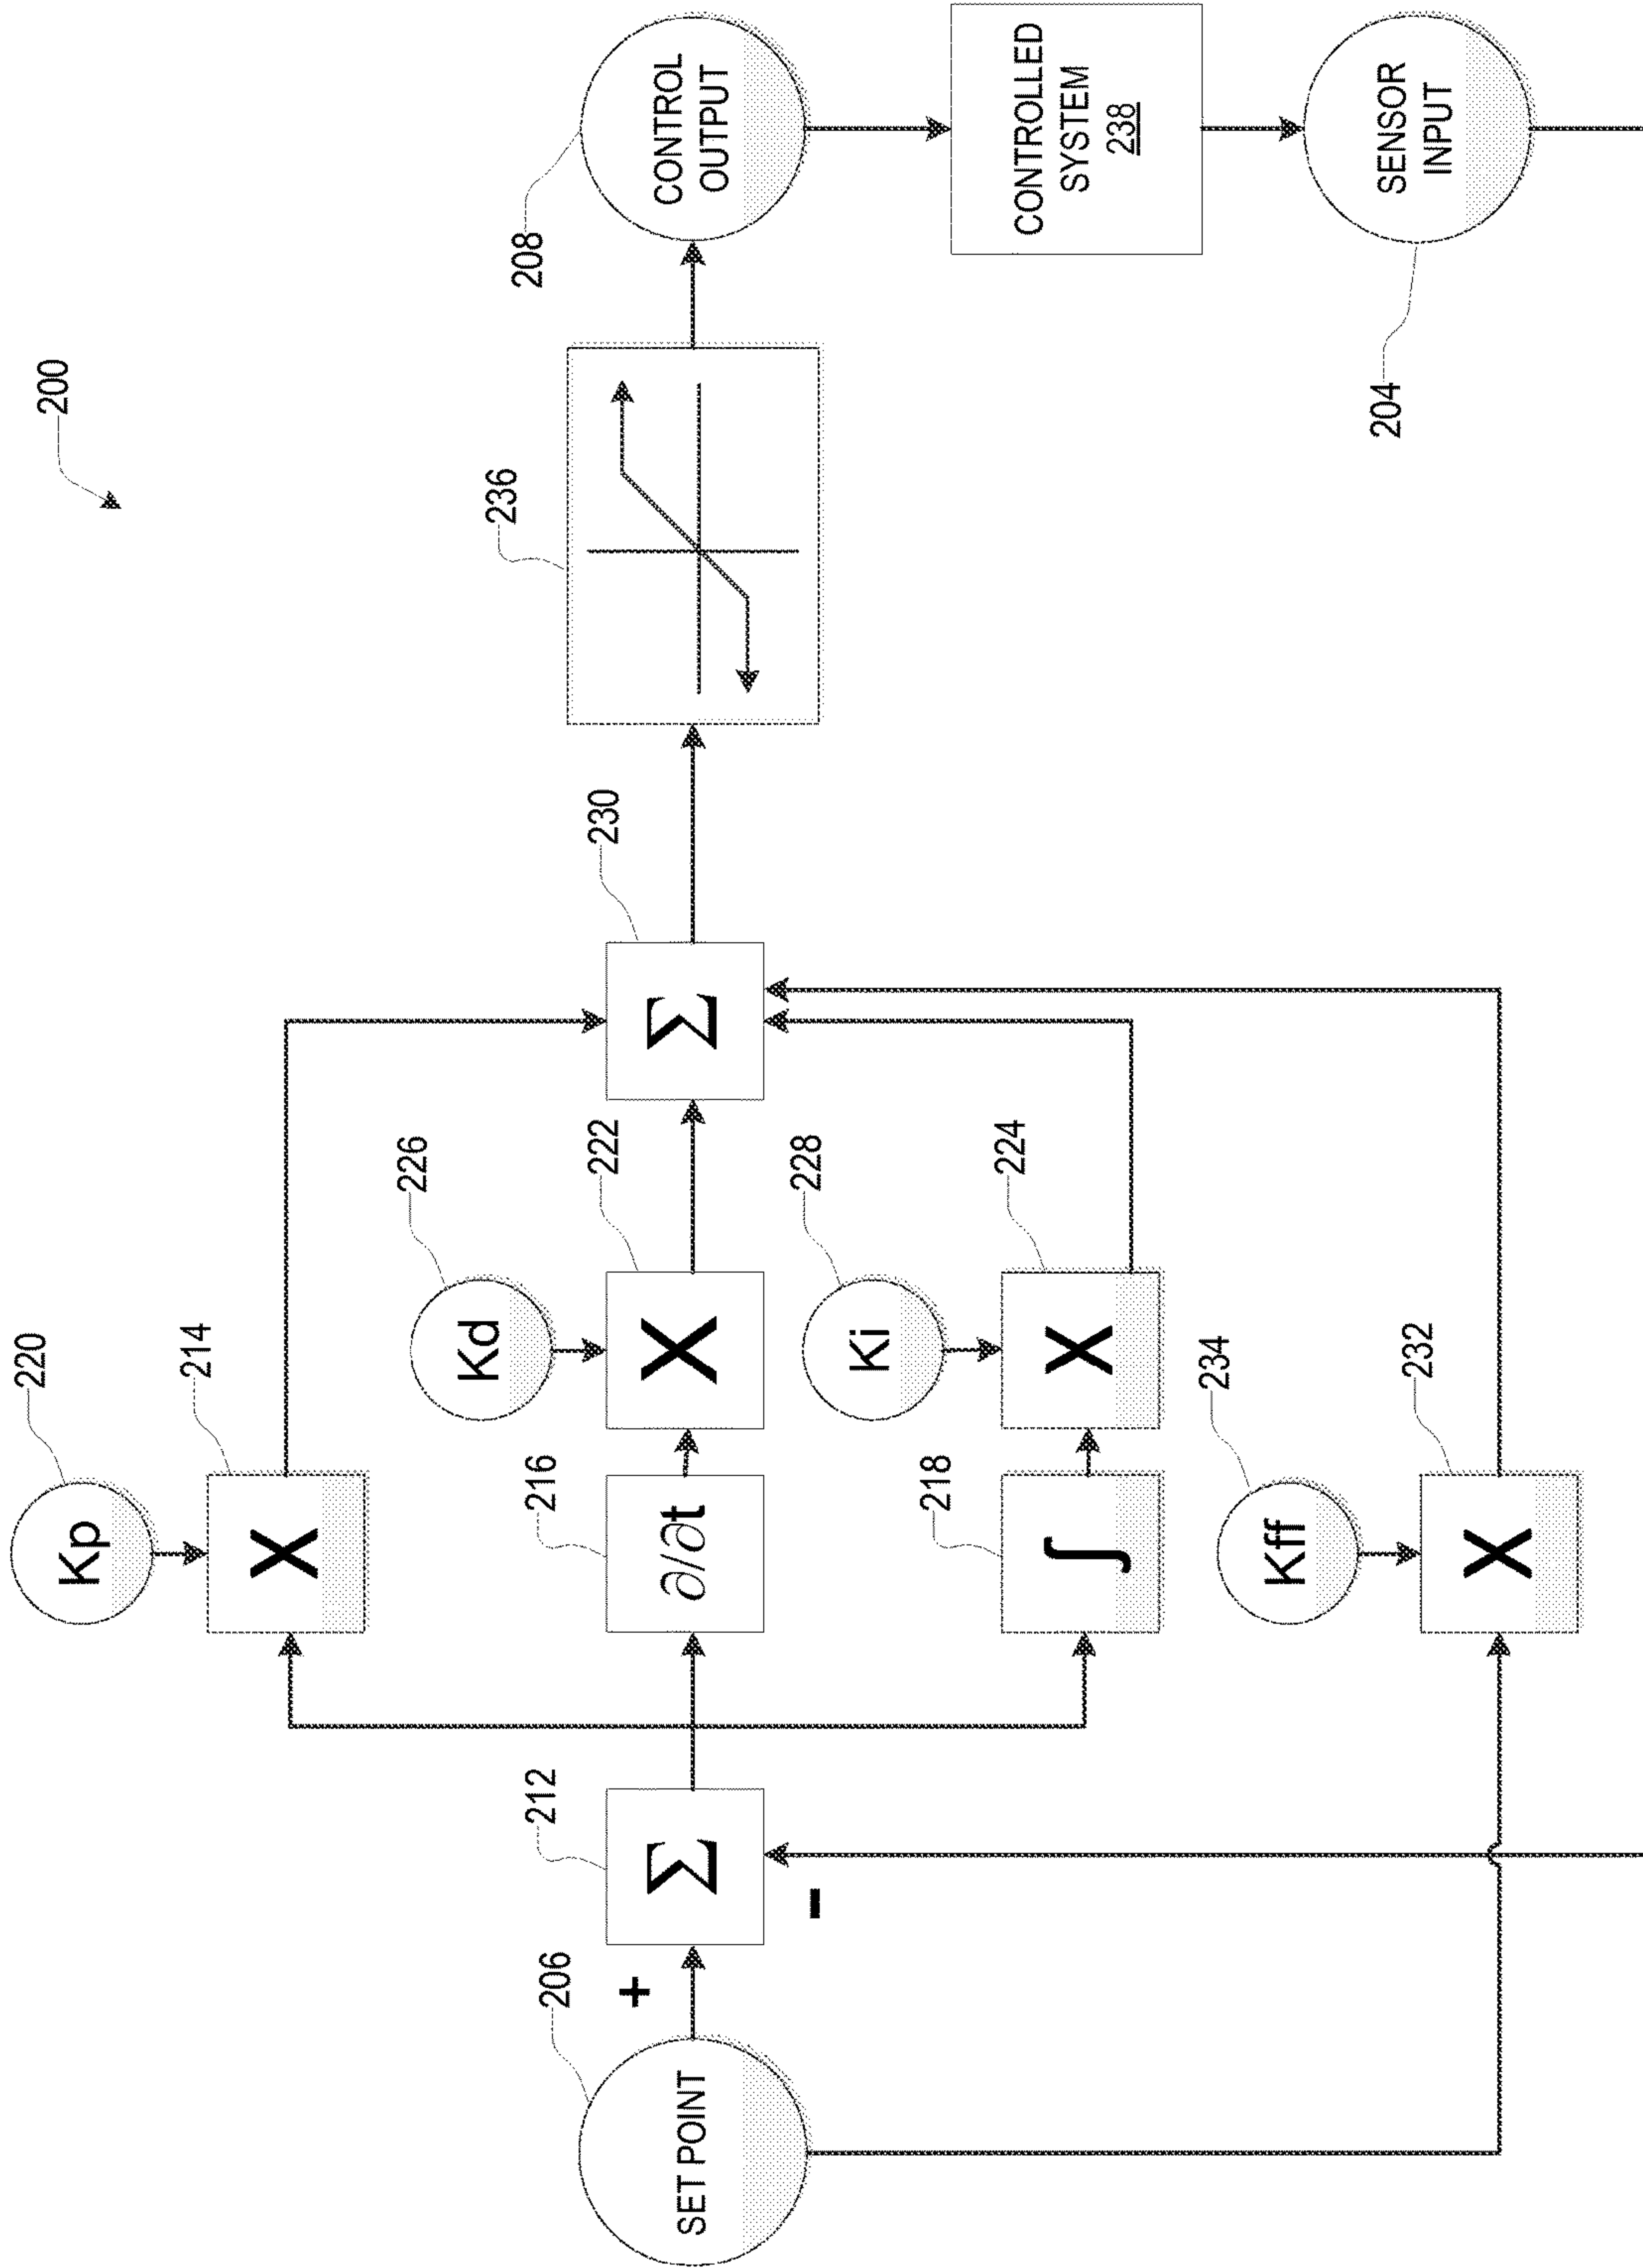 220
200
Kp
214
X
226
Kd
236
208
206
212
216
222
230
+
SET POINT
Σ
∂/∂t
X
Σ
CONTROL
OUTPUT
-
228
Ki
218
224
∫
X
CONTROLLED
SYSTEM
238
234
Kff
232
204
X
SENSOR
INPUT